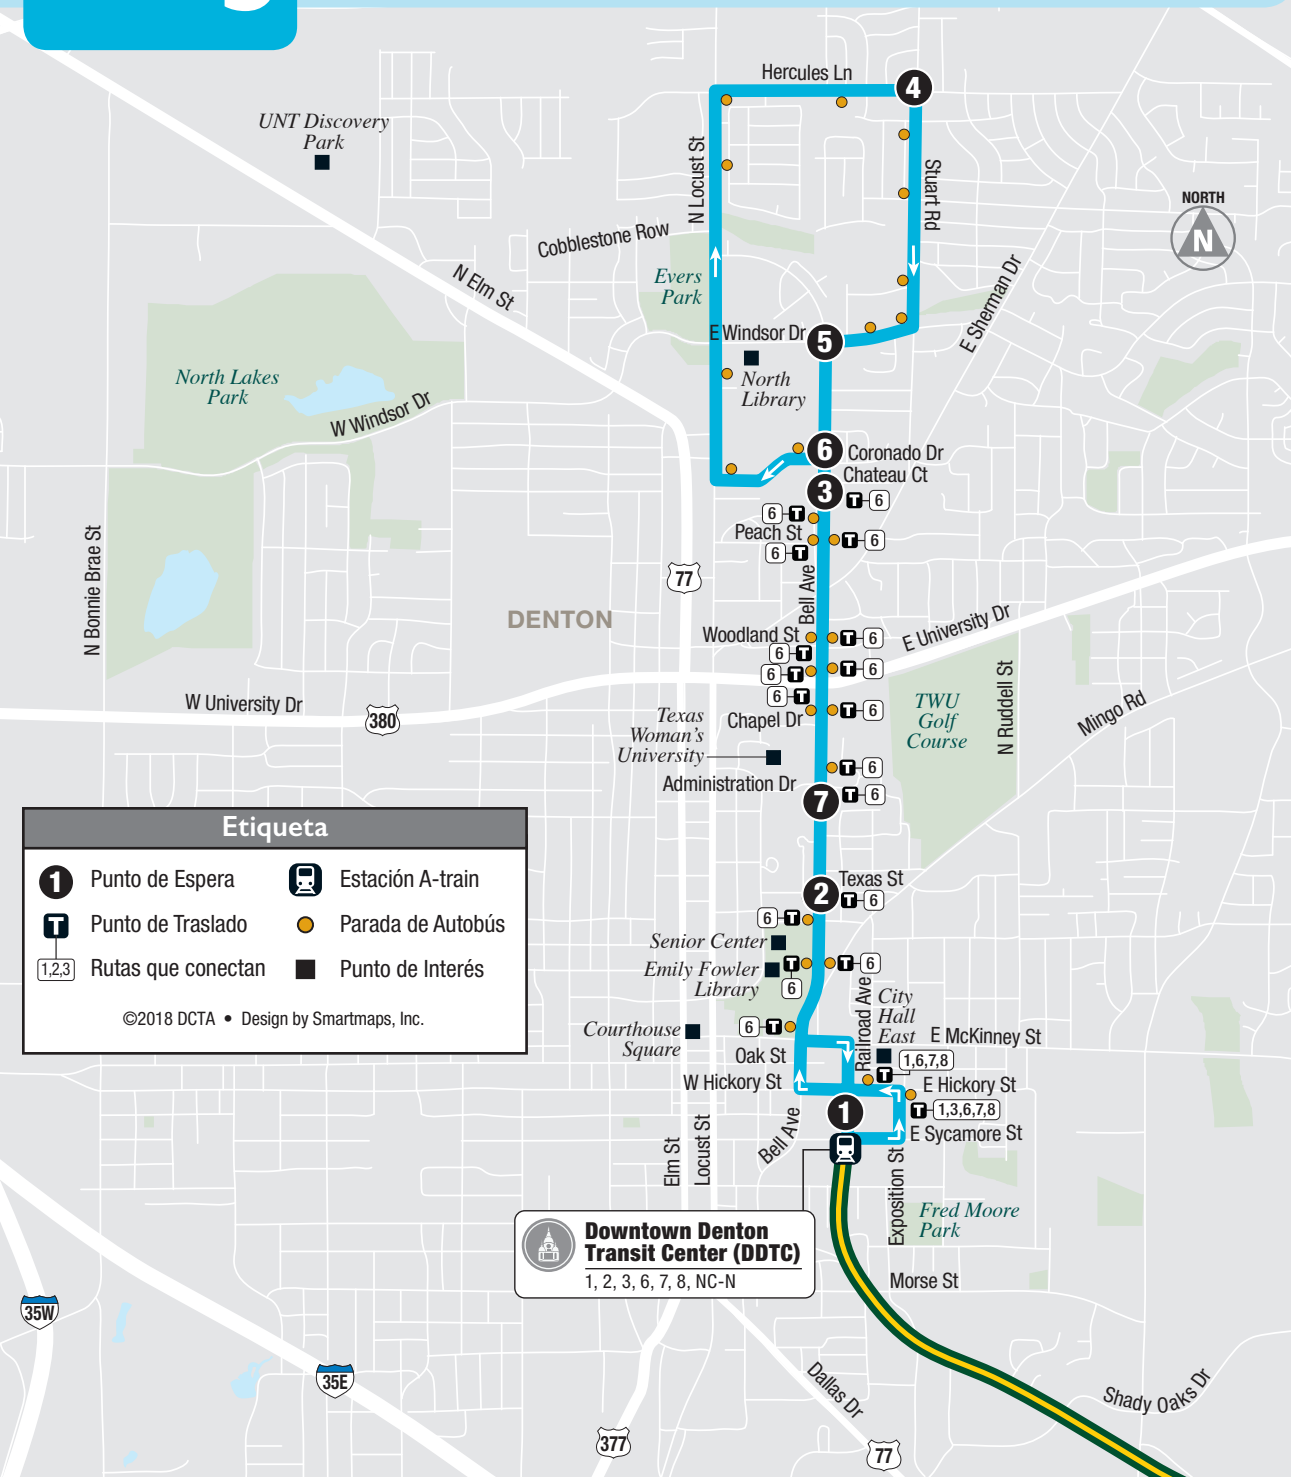 Hercules Ln
4
UNT Discovery
Park
N Locust St
Stuart Rd
NORTH
N
Cobblestone Row
N Elm St
Evers
Park
E Sherman Dr
E Windsor Dr
5
North
Library
North Lakes
Park
W Windsor Dr
6
Coronado Dr
Chateau Ct
3
T 6
6 T
Peach St
T 6
6 T
N Bonnie Brae St
77
Bell Ave
DENTON
Woodland St
T 6
E University Dr
6 T
T 6
6 T
6 T
N Ruddell St
W University Dr
380
Chapel Dr
T 6
Texas
Woman's
University
TWU
Golf
Course
Mingo Rd
T 6
Administration Dr
7
T 6
Etiqueta
1 Punto de Espera
Estación A-train
T Punto de Traslado
Parada de Autobús
1,2,3 Rutas que conectan
Punto de Interés
©2018 DCTA • Design by Smartmaps, Inc.
2
Texas St
T 6
6 T
Senior Center
Emily Fowler
Library
T
6
T 6
Railroad Ave
City
Hall
East
Courthouse
Square
6 T
E McKinney St
Oak St
T 1,6,7,8
W Hickory St
E Hickory St
1
T 1,3,6,7,8
E Sycamore St
Bell Ave
Elm St
Locust St
Exposition St
Fred Moore
Park
Downtown Denton
Transit Center (DDTC)
1, 2, 3, 6, 7, 8, NC-N
Morse St
35W
35E
Dallas Dr
Shady Oaks Dr
377
77